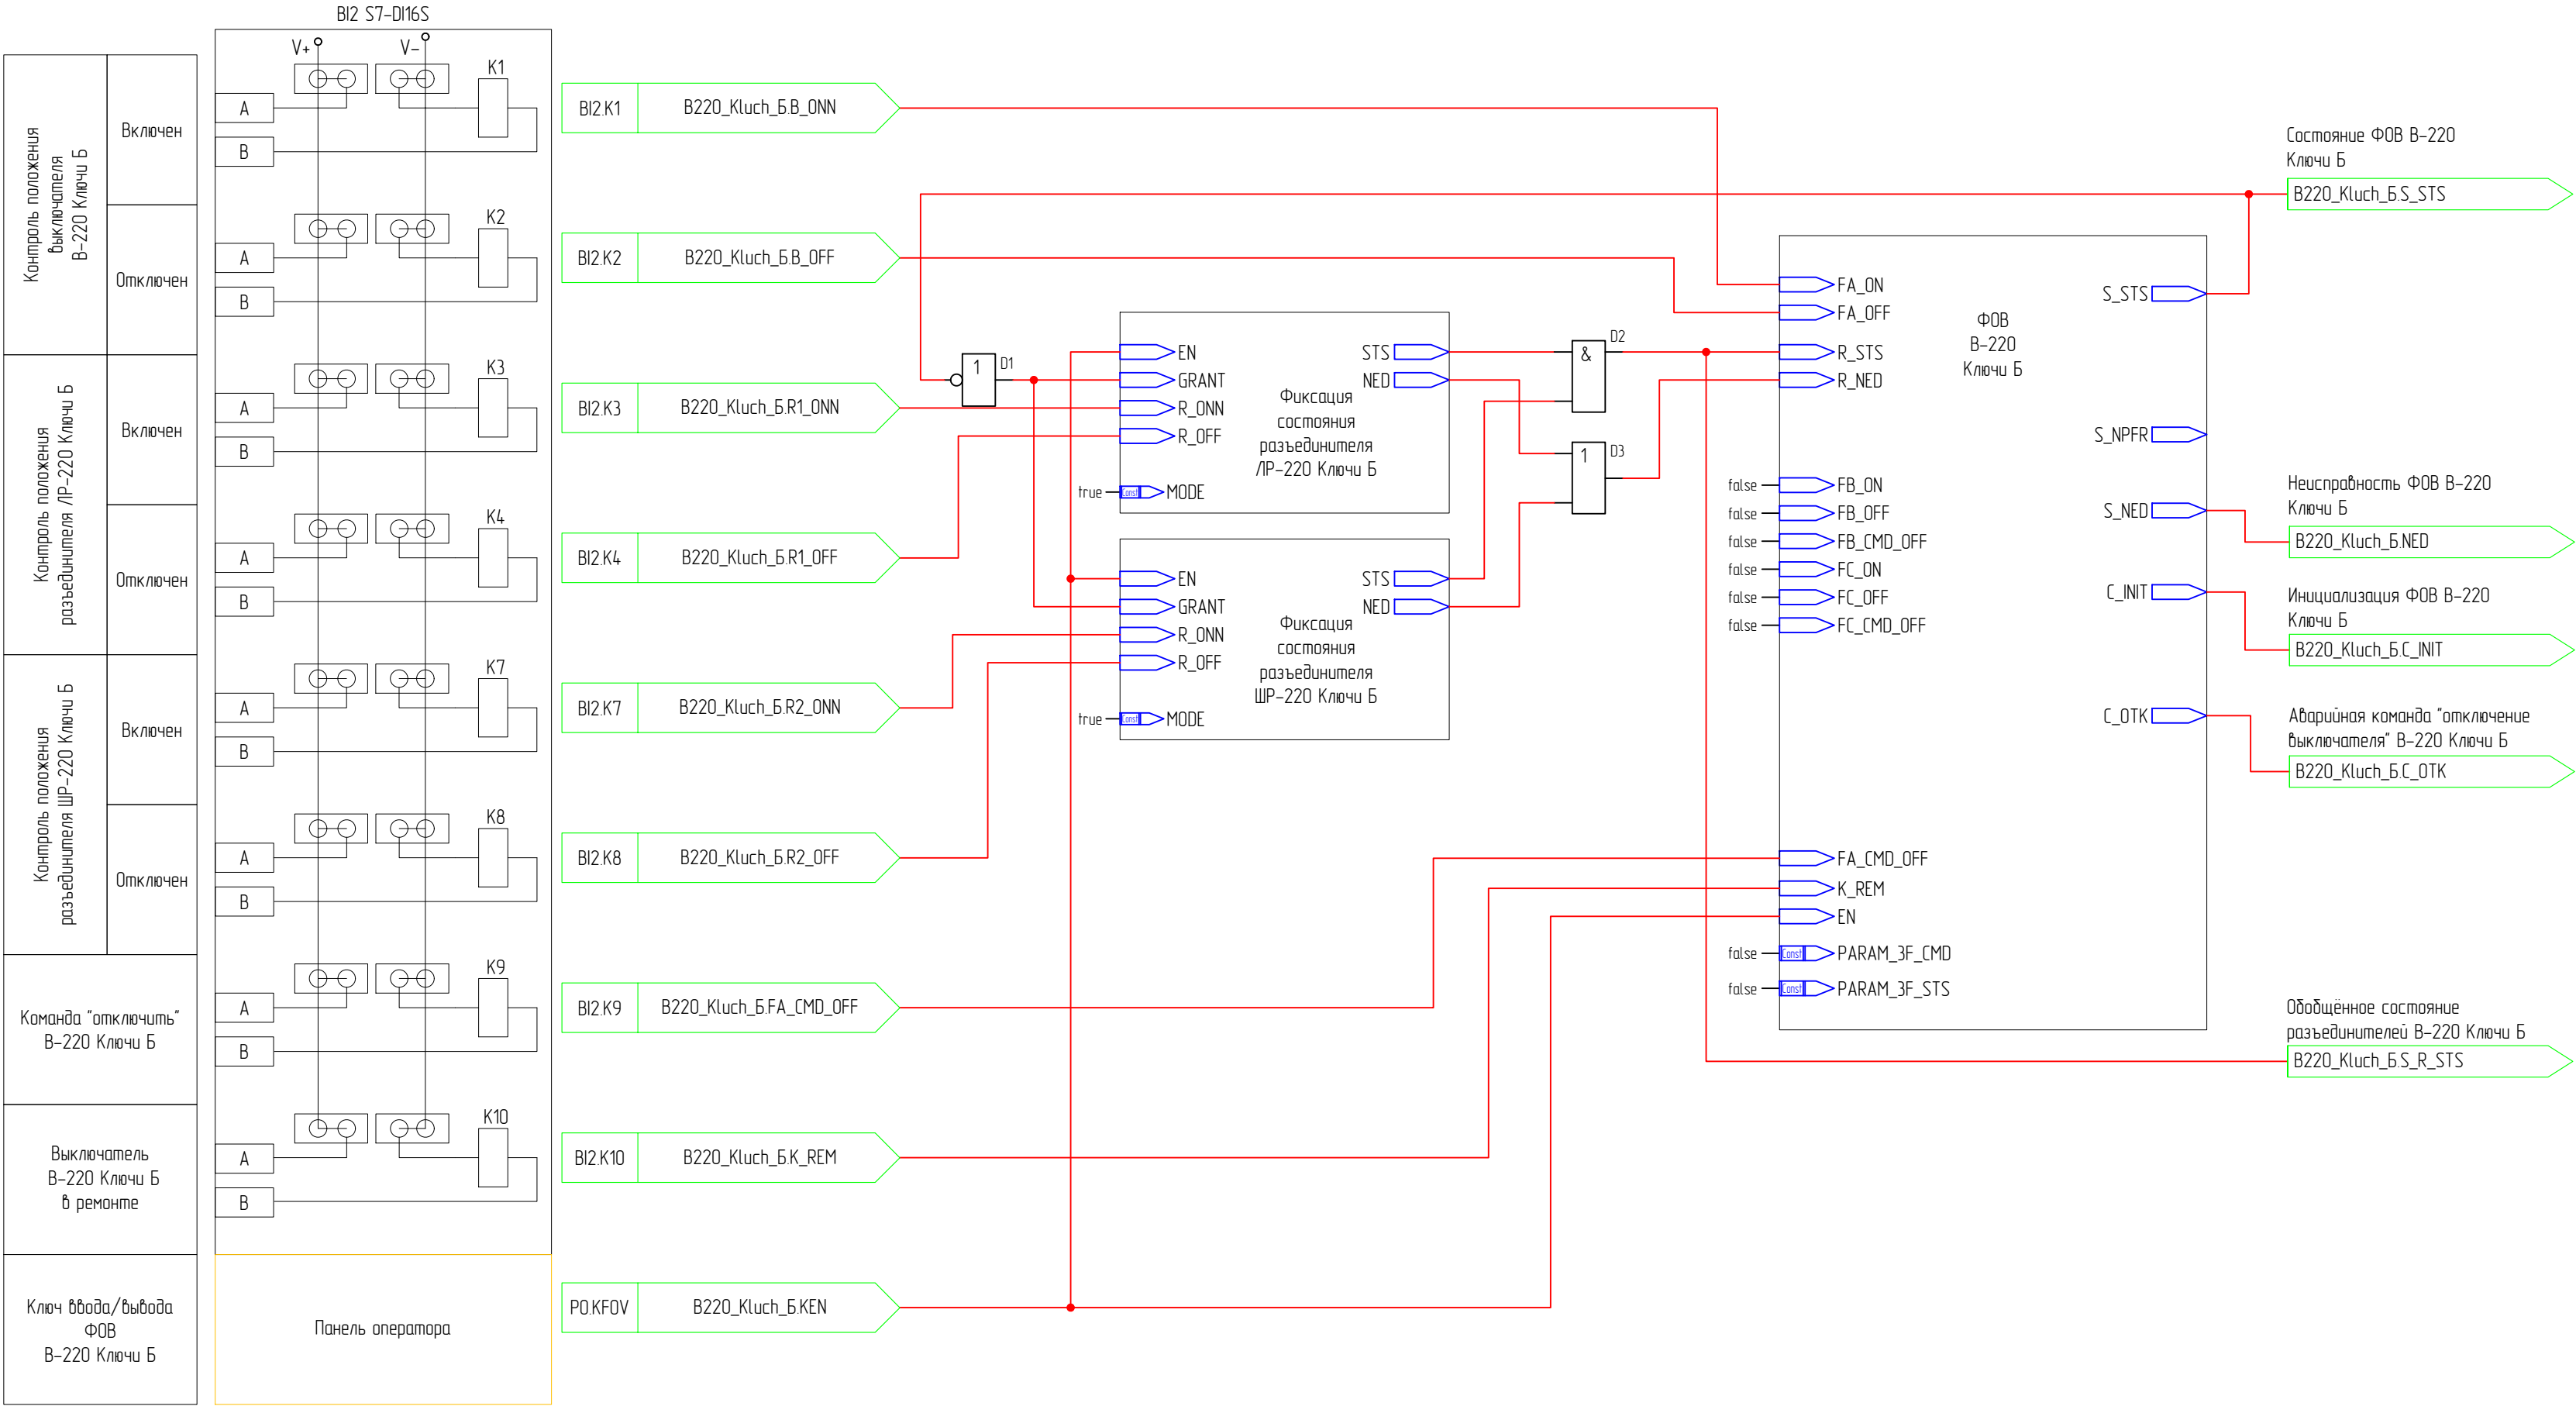 BI2 S7-DI16S
V+
V-
Контроль положения
выключателя
В-220 Ключи Б
Включен
Отключен
Контроль положения
разъединителя ЛР-220 Ключи Б
Включен
Отключен
Контроль положения
разъединителя ШР-220 Ключи Б
Включен
Отключен
Команда "отключить"
В-220 Ключи Б
Выключатель
В-220 Ключи Б
в ремонте
Ключ ввода/вывода
ФОВ
В-220 Ключи Б
A
B
K1
A
B
K2
A
B
K3
A
B
K4
A
B
K7
A
B
K8
A
B
K9
A
B
K10
Панель оператора
BI2.K1 B220_Kluch_Б.B_ONN
BI2.K2 B220_Kluch_Б.B_OFF
BI2.K3 B220_Kluch_Б.R1_ONN
BI2.K4 B220_Kluch_Б.R1_OFF
BI2.K7 B220_Kluch_Б.R2_ONN
BI2.K8 B220_Kluch_Б.R2_OFF
BI2.K9 B220_Kluch_Б.FA_CMD_OFF
BI2.K10 B220_Kluch_Б.K_REM
PO.KFOV B220_Kluch_Б.KEN
1
D1
EN
GRANT
R_ONN
R_OFF
true Const MODE
STS
NED
Фиксация
состояния
разъединителя
ЛР-220 Ключи Б
EN
GRANT
R_ONN
R_OFF
true Const MODE
STS
NED
Фиксация
состояния
разъединителя
ШР-220 Ключи Б
&
D2
1
D3
ФОВ
В-220
Ключи Б
FA_ON
FA_OFF
R_STS
R_NED
false FB_ON
false FB_OFF
false FB_CMD_OFF
false FC_ON
false FC_OFF
false FC_CMD_OFF
FA_CMD_OFF
K_REM
EN
false Const PARAM_3F_CMD
false Const PARAM_3F_STS
S_STS
S_NPFR
S_NED
C_INIT
C_OTK
Состояние ФОВ В-220
Ключи Б
B220_Kluch_Б.S_STS
Неисправность ФОВ В-220
Ключи Б
B220_Kluch_Б.NED
Инициализация ФОВ В-220
Ключи Б
B220_Kluch_Б.C_INIT
Аварийная команда "отключение
выключателя" В-220 Ключи Б
B220_Kluch_Б.C_OTK
Обобщённое состояние
разъединителей В-220 Ключи Б
B220_Kluch_Б.S_R_STS